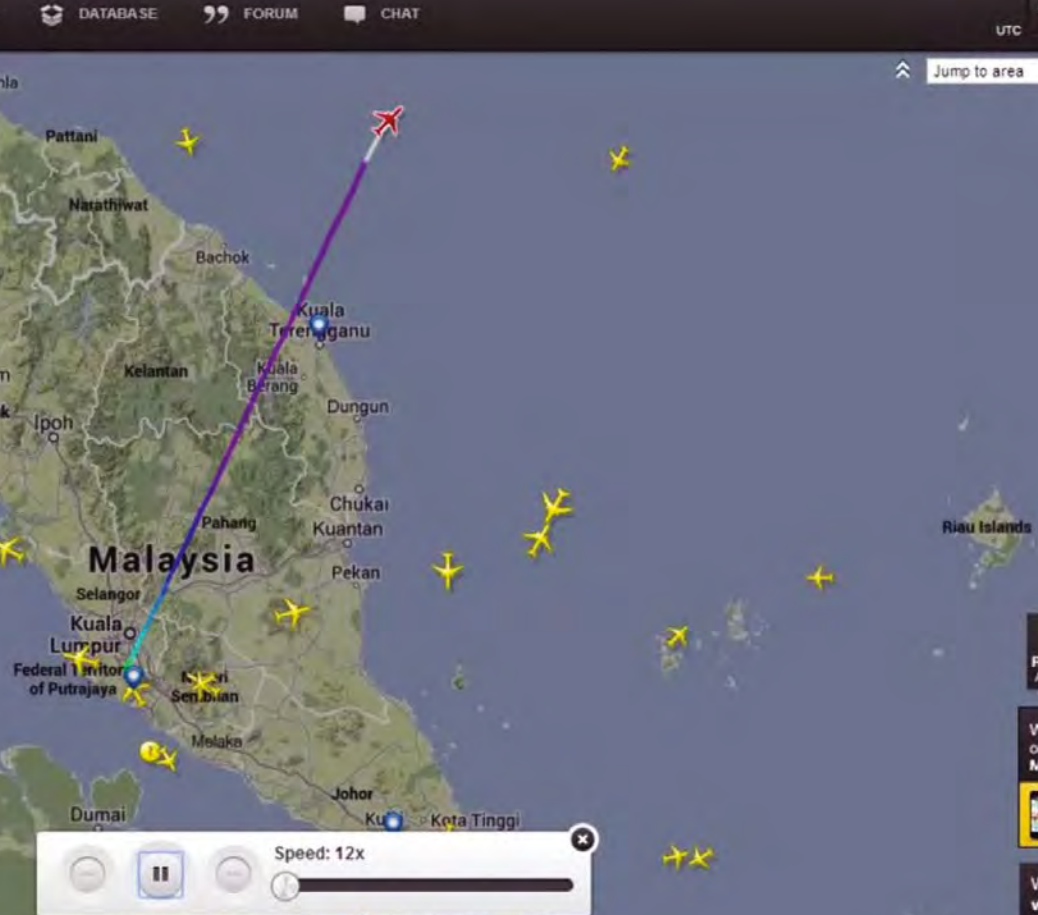 DATABASE
FORUM
CHAT
UTC
Jump to area
Pattani
Narathiwat
Bachok
Kuala
Terengganu
Kuala
Berang
Kelantan
Dungun
Ipoh
Chukai
Pahang
Kuantan
Riau Islands
Malaysia
Pekan
Selangor
Kuala
Lumpur
Federal Territor
of Putrajaya
Sembilan
Melaka
Johor
Kota Tinggi
Dumai
Speed: 12x